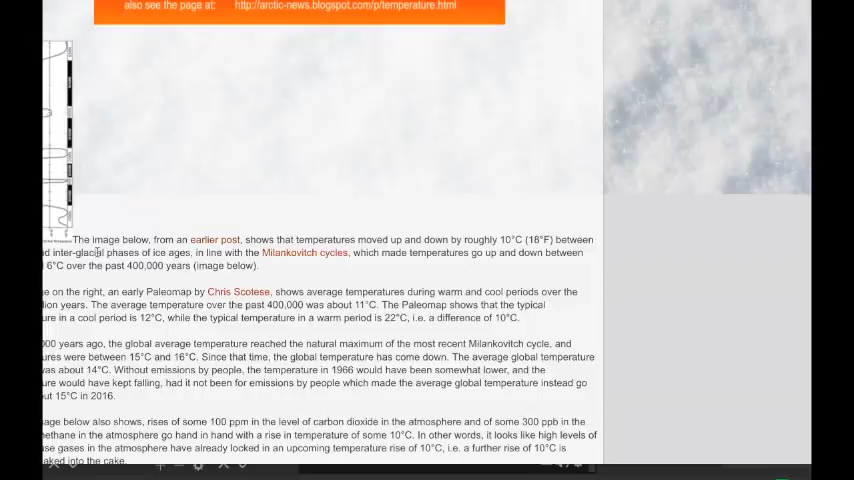 also see the page at: http://arctic-news.blogspot.com/p/temperature.html
The image below, from an earlier post, shows that temperatures moved up and down by roughly 10°C (18°F) between
d inter-glacial phases of ice ages, in line with the Milankovitch cycles, which made temperatures go up and down between
6°C over the past 400,000 years (image below).
e on the right, an early Paleomap by Chris Scotese, shows average temperatures during warm and cool periods over the
lion years. The average temperature over the past 400,000 was about 11°C. The Paleomap shows that the typical
ure in a cool period is 12°C, while the typical temperature in a warm period is 22°C, i.e. a difference of 10°C.
000 years ago, the global average temperature reached the natural maximum of the most recent Milankovitch cycle, and
ures were between 15°C and 16°C. Since that time, the global temperature has come down. The average global temperature
was about 14°C. Without emissions by people, the temperature in 1966 would have been somewhat lower, and the
ure would have kept falling, had it not been for emissions by people which made the average global temperature instead go
ut 15°C in 2016.
age below also shows, rises of some 100 ppm in the level of carbon dioxide in the atmosphere and of some 300 ppb in the
methane in the atmosphere go hand in hand with a rise in temperature of some 10°C. In other words, it looks like high levels of
use gases in the atmosphere have already locked in an upcoming temperature rise of 10°C, i.e. a further rise of 10°C is
aked into the cake.